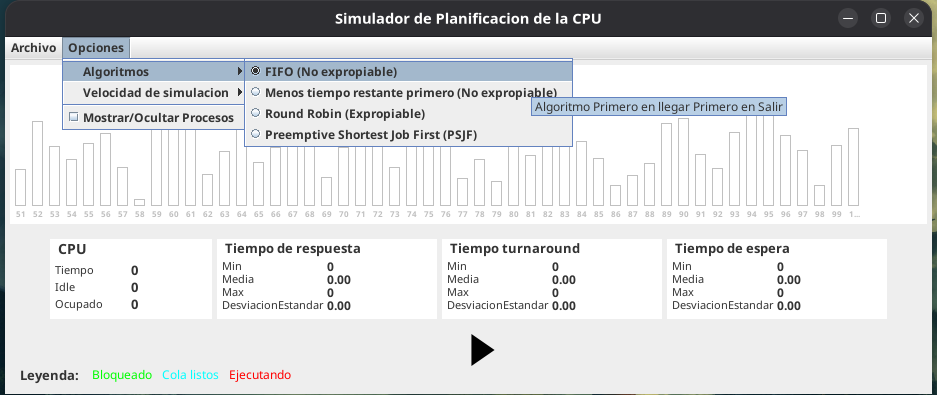 Simulador de Planificacion de la CPU
Archivo Opciones
Algoritmos
Velocidad de simulacion
Mostrar/Ocultar Procesos
FIFO (No expropiable)
Menos tiempo restante primero (No expropiable)
Round Robin (Expropiable)
Preemptive Shortest Job First (PSJF)
Algoritmo Primero en llegar Primero en Salir
51 52 53 54 55 56 57 58 59 60 61 62 63 64 65 66 67 68 69 70 71 72 73 74 75 76 77 78 79 80 81 82 83 84 85 86 87 88 89 90 91 92 93 94 95 96 97 98 99 1...
CPU
Tiempo 0
Idle 0
Ocupado 0
Tiempo de respuesta
Min 0
Media 0.00
Max 0
DesviacionEstandar 0.00
Tiempo turnaround
Min 0
Media 0.00
Max 0
DesviacionEstandar 0.00
Tiempo de espera
Min 0
Media 0.00
Max 0
DesviacionEstandar 0.00
Leyenda: Bloqueado Cola listos Ejecutando